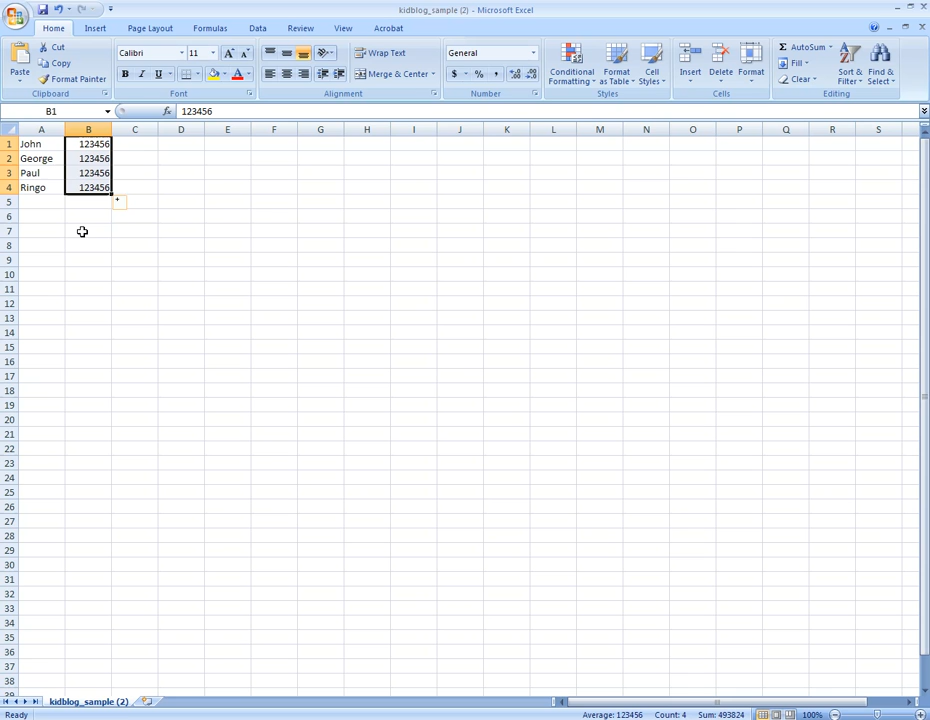 kidblog_sample (2) - Microsoft Excel
Home Insert Page Layout Formulas Data Review View Acrobat
Paste
Cut
Copy
Format Painter
Clipboard
Calibri 11
B I U
A
Font
Wrap Text
Merge & Center
Alignment
General
$ % ,
Number
Conditional Formatting
Format as Table
Cell Styles
Styles
Insert Delete Format
Cells
Σ AutoSum
Fill
Clear
Sort & Filter
Find & Select
Editing
B1 fx 123456
A B C D E F G H I J K L M N O P Q R S
1 John 123456
2 George 123456
3 Paul 123456
4 Ringo 123456
5
6
7
8
9
10
11
12
13
14
15
16
17
18
19
20
21
22
23
24
25
26
27
28
29
30
31
32
33
34
35
36
37
38
39
kidblog_sample (2)
Ready Average: 123456 Count: 4 Sum: 493824 100%